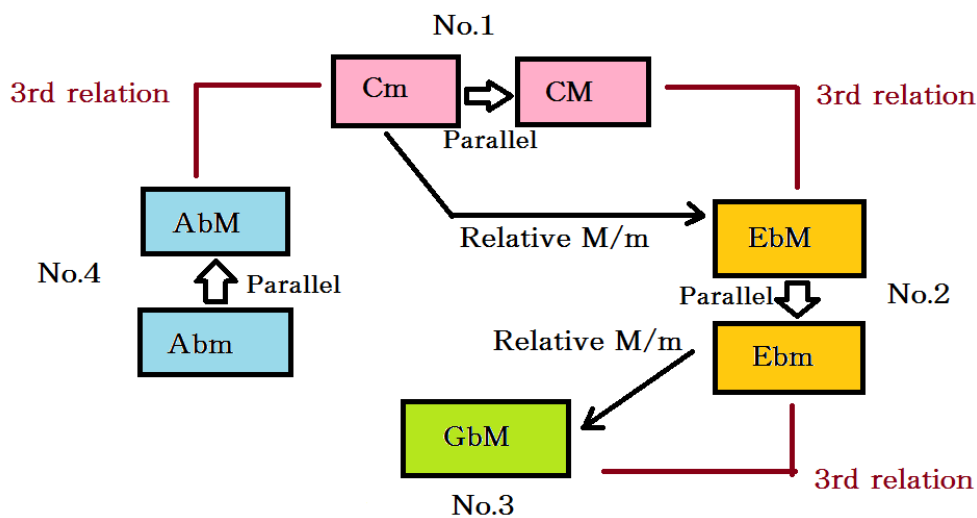 No.1
3rd relation
Cm
CM
3rd relation
Parallel
AbM
Relative M/m
EbM
No.4
Parallel
Parallel
No.2
Abm
Relative M/m
Ebm
GbM
3rd relation
No.3